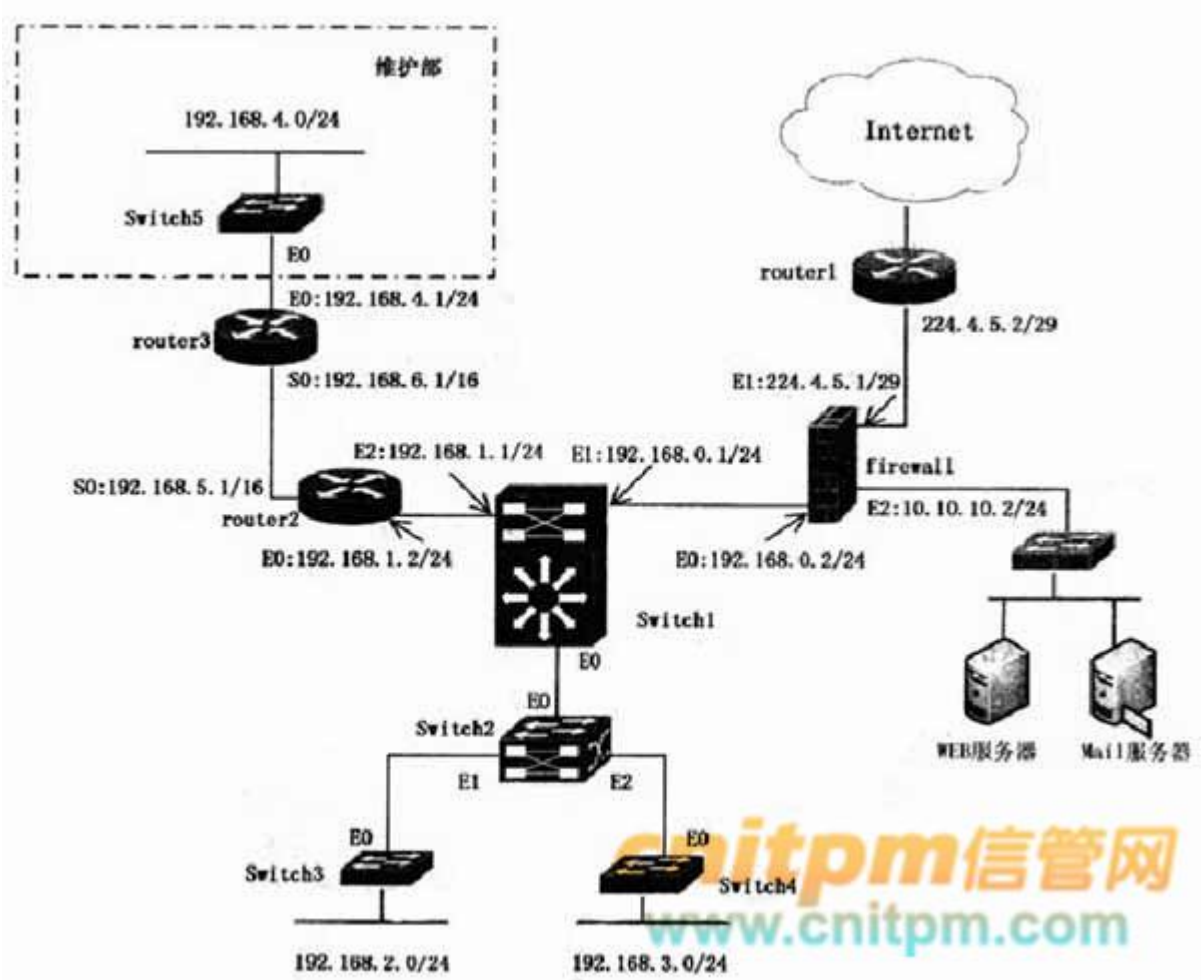 维护部
192.168.4.0/24
Internet
Switch5
E0
router1
E0:192.168.4.1/24
224.4.5.2/29
router3
S0:192.168.6.1/16
E1:224.4.5.1/29
E2:192.168.1.1/24
E1:192.168.0.1/24
firewall
S0:192.168.5.1/16
router2
E2:10.10.10.2/24
E0:192.168.1.2/24
E0:192.168.0.2/24
Switch1
E0
E0
Switch2
WEB服务器
Mail服务器
E1
E2
E0
E0
Switch3
Switch4
cnitpm信管网
www.cnitpm.com
192.168.2.0/24
192.168.3.0/24